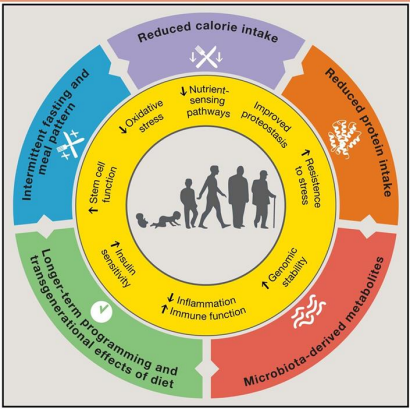 Reduced calorie intake
Reduced protein intake
Microbiota-derived metabolites
Longer-term programming and
transgenerational effects of diet
Intermittent fasting and
meal pattern
↓ Nutrient-
sensing
pathways
Improved
proteostasis
↑ Resistence
to stress
↑ Genomic
stability
↓ Inflammation
↑ Immune function
↑ Insulin
sensitivity
↑ Stem cell
function
↓ Oxidative
stress